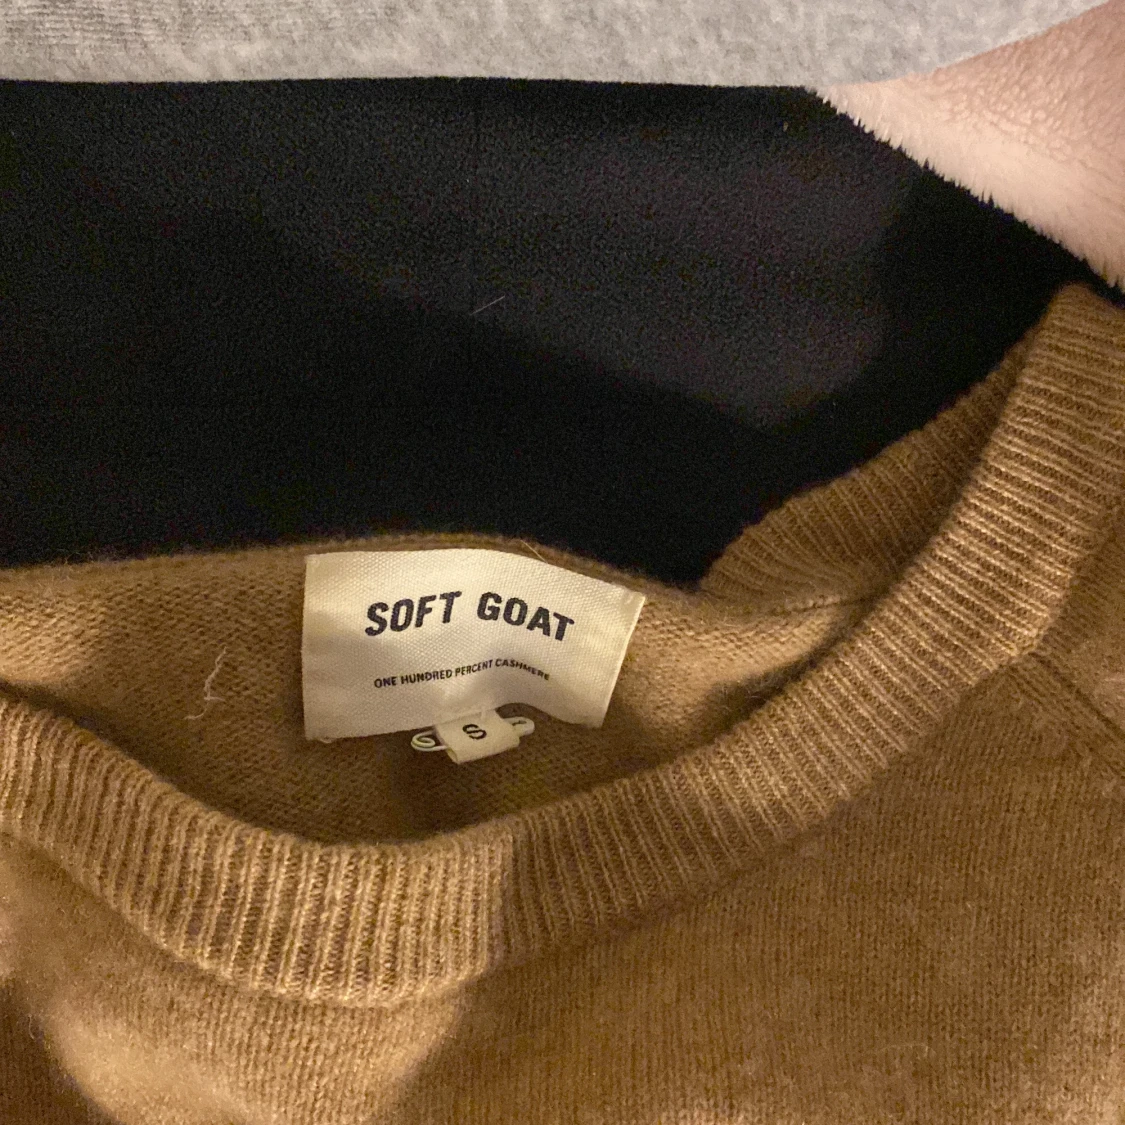 SOFT GOAT
ONE HUNDRED PERCENT CASHMERE
S